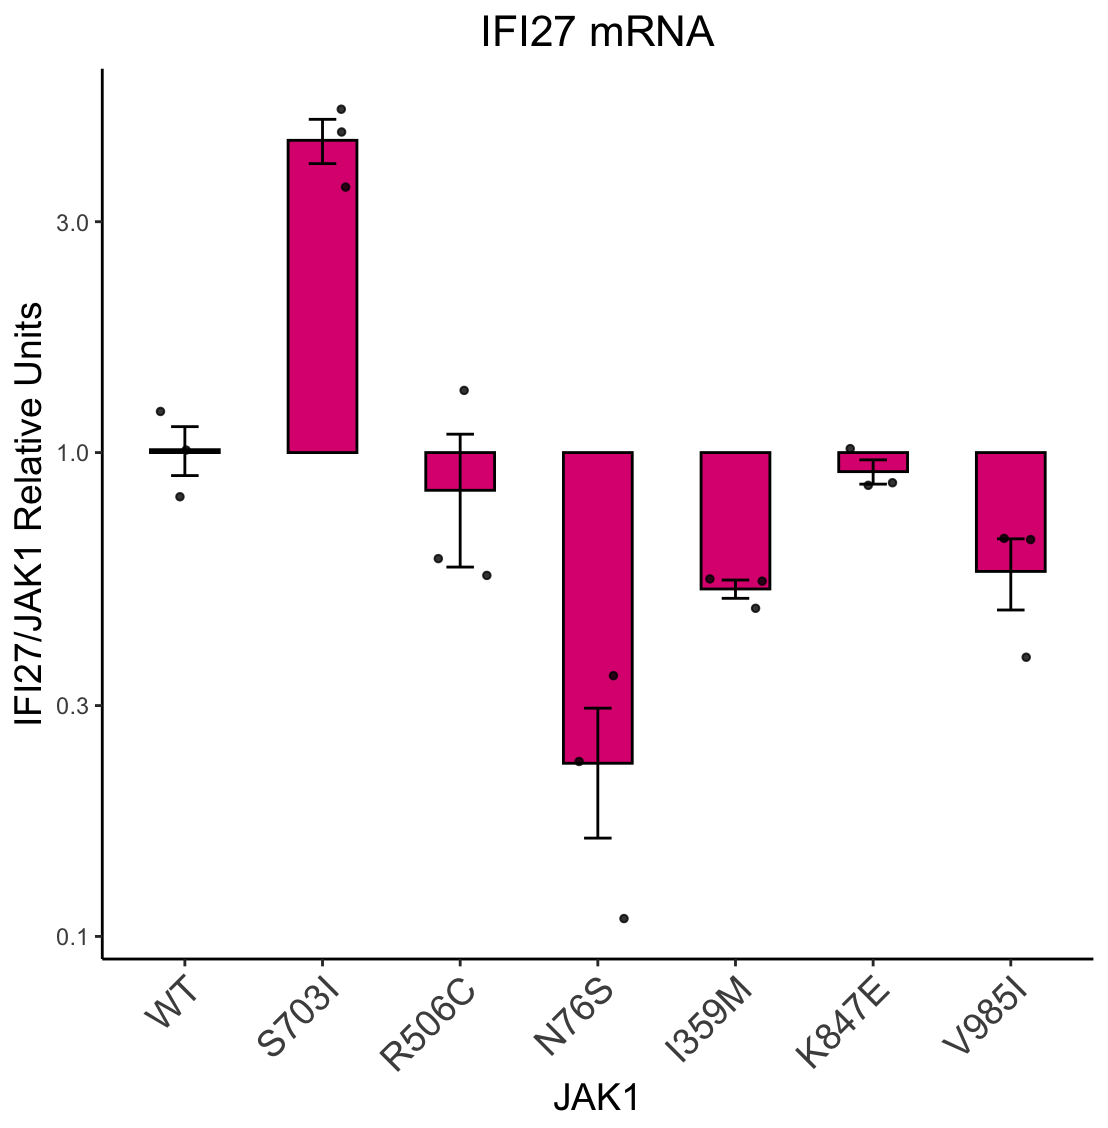 IFI27 mRNA
IFI27/JAK1 Relative Units
3.0
1.0
0.3
0.1
WT
S703I
R506C
N76S
I359M
K847E
V985I
JAK1